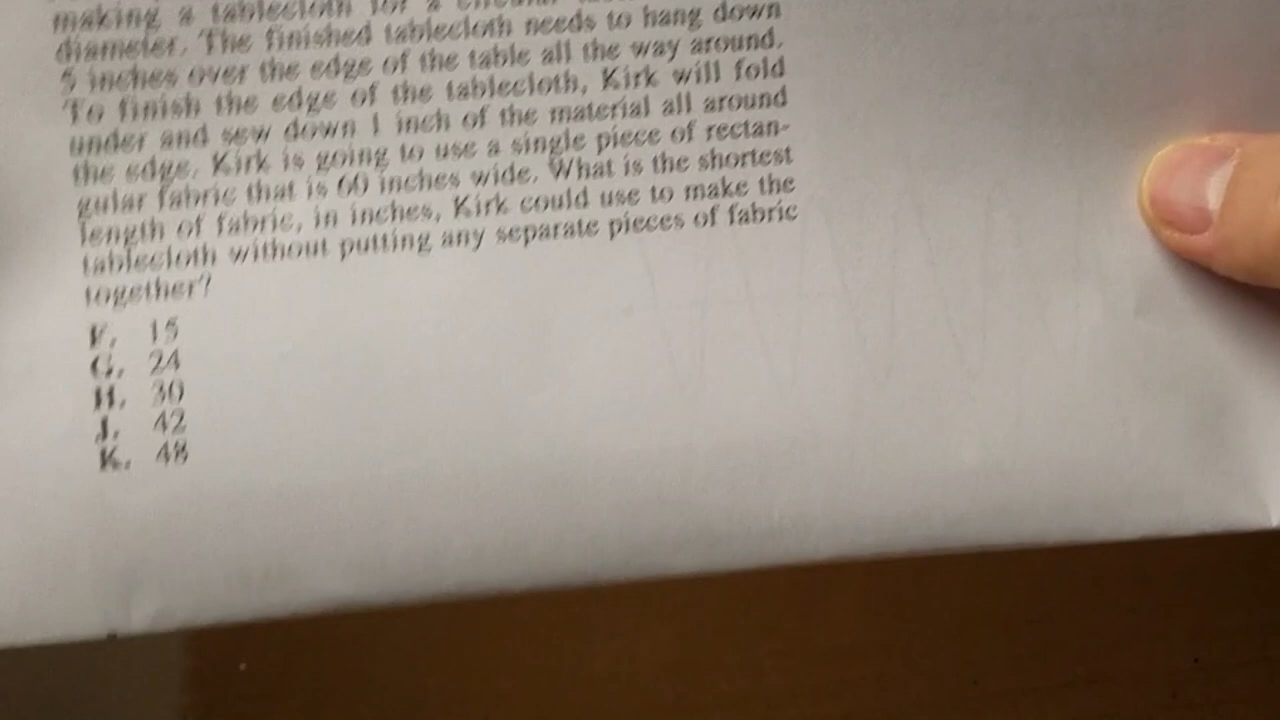 making a tablecloth for a circular
diameter. The finished tablecloth needs to hang down
5 inches over the edge of the table all the way around.
To finish the edge of the tablecloth, Kirk will fold
under and sew down 1 inch of the material all around
the edge. Kirk is going to use a single piece of rectan-
gular fabric that is 60 inches wide. What is the shortest
length of fabric, in inches, Kirk could use to make the
tablecloth without putting any separate pieces of fabric
together?
F. 15
G. 24
H. 30
J. 42
K. 48